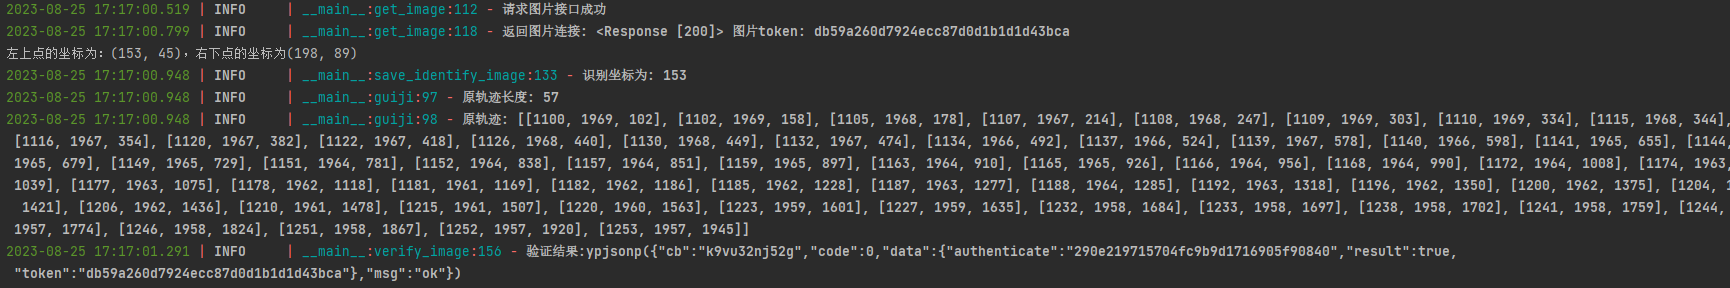 2023-08-25 17:17:00.519 | INFO     | __main__:get_image:112 - 请求图片接口成功
2023-08-25 17:17:00.799 | INFO     | __main__:get_image:118 - 返回图片连接: <Response [200]> 图片token: db59a260d7924ecc87d0d1b1d1d43bca
左上点的坐标为：(153, 45)，右下点的坐标为(198, 89)
2023-08-25 17:17:00.948 | INFO     | __main__:save_identify_image:133 - 识别坐标为: 153
2023-08-25 17:17:00.948 | INFO     | __main__:guiji:97 - 原轨迹长度: 57
2023-08-25 17:17:00.948 | INFO     | __main__:guiji:98 - 原轨迹: [[1100, 1969, 102], [1102, 1969, 158], [1105, 1968, 178], [1107, 1967, 214], [1108, 1968, 247], [1109, 1969, 303], [1110, 1969, 334], [1115, 1968, 344],
[1116, 1967, 354], [1120, 1967, 382], [1122, 1967, 418], [1126, 1968, 440], [1130, 1968, 449], [1132, 1967, 474], [1134, 1966, 492], [1137, 1966, 524], [1139, 1967, 578], [1140, 1966, 598], [1141, 1965, 655], [1144,
1965, 679], [1149, 1965, 729], [1151, 1964, 781], [1152, 1964, 838], [1157, 1964, 851], [1159, 1965, 897], [1163, 1964, 910], [1165, 1965, 926], [1166, 1964, 956], [1168, 1964, 990], [1172, 1964, 1008], [1174, 1963,
1039], [1177, 1963, 1075], [1178, 1962, 1118], [1181, 1961, 1169], [1182, 1962, 1186], [1185, 1962, 1228], [1187, 1963, 1277], [1188, 1964, 1285], [1192, 1963, 1318], [1196, 1962, 1350], [1200, 1962, 1375], [1204,
1421], [1206, 1962, 1436], [1210, 1961, 1478], [1215, 1961, 1507], [1220, 1960, 1563], [1223, 1959, 1601], [1227, 1959, 1635], [1232, 1958, 1684], [1233, 1958, 1697], [1238, 1958, 1702], [1241, 1958, 1759], [1244,
1957, 1774], [1246, 1958, 1824], [1251, 1958, 1867], [1252, 1957, 1920], [1253, 1957, 1945]]
2023-08-25 17:17:01.291 | INFO     | __main__:verify_image:156 - 验证结果:ypjsonp({"cb":"k9vu32nj52g","code":0,"data":{"authenticate":"290e219715704fc9b9d1716905f90840","result":true,
"token":"db59a260d7924ecc87d0d1b1d1d43bca"},"msg":"ok"})